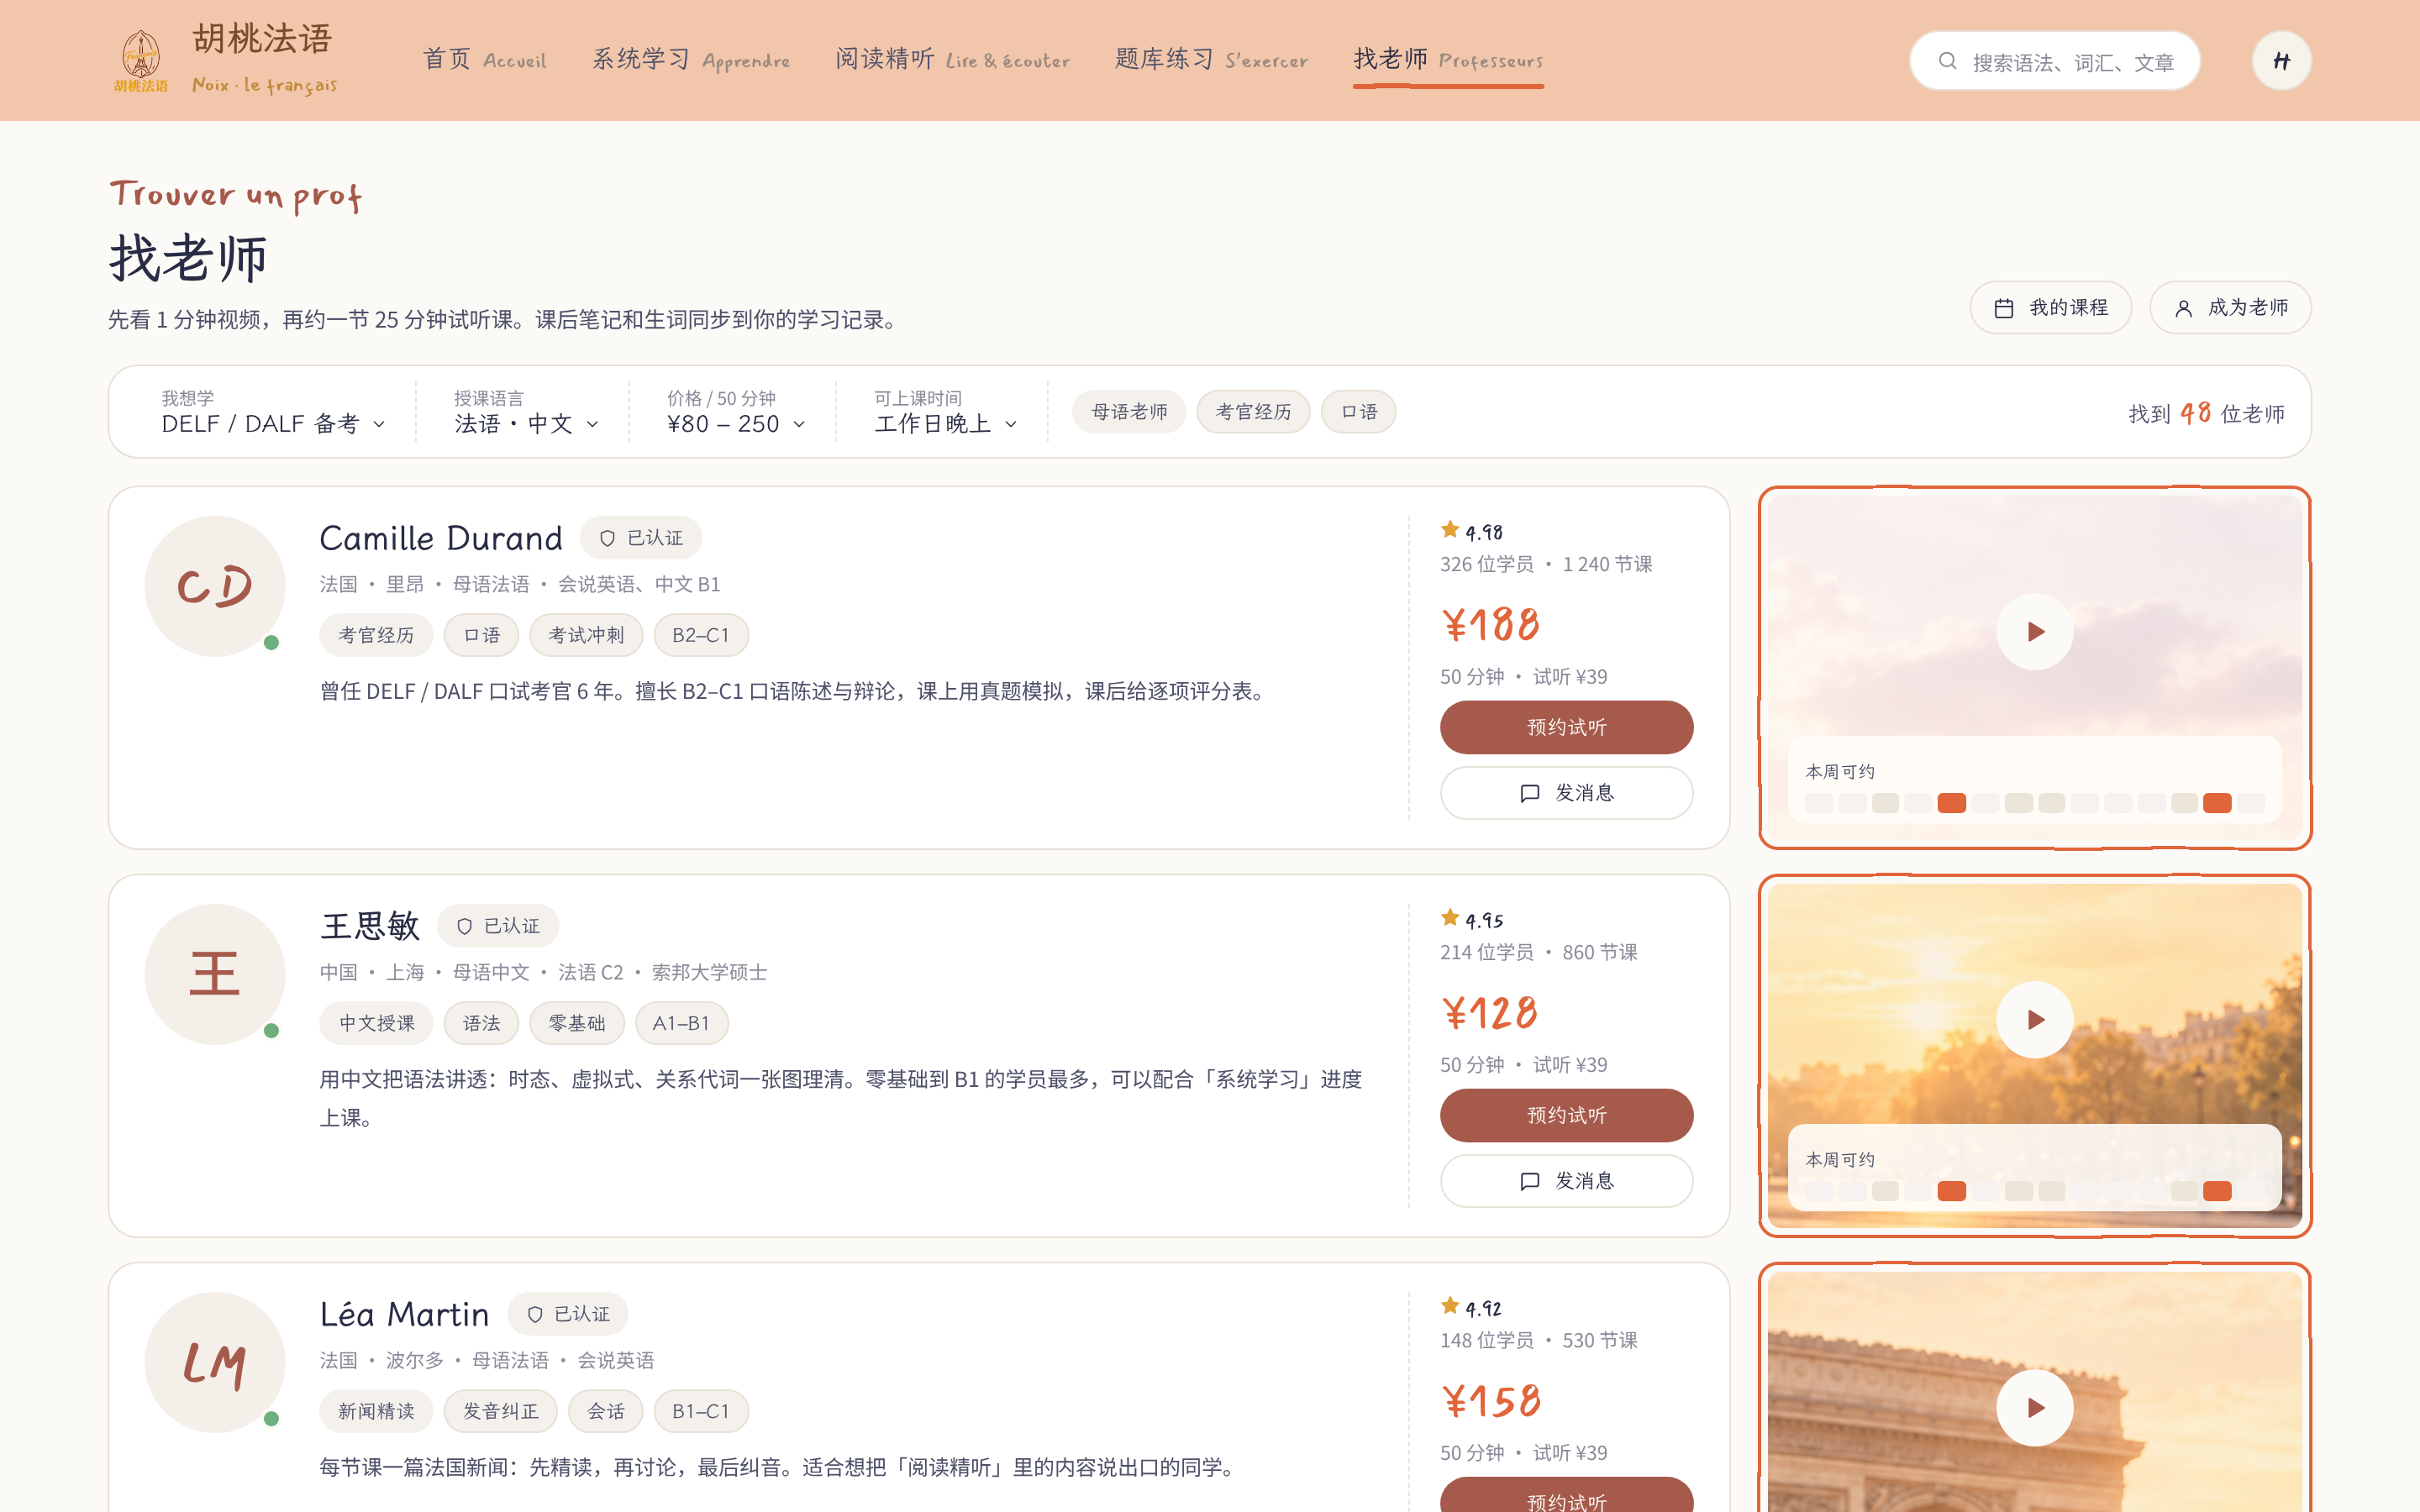 胡桃法语
Français
胡桃法语
Noix · le français
首页 Accueil
系统学习 Apprendre
阅读精听 Lire & écouter
题库练习 S'exercer
找老师 Professeurs
搜索语法、词汇、文章
H
Trouver un prof
找老师
先看 1 分钟视频，再约一节 25 分钟试听课。课后笔记和生词同步到你的学习记录。
我的课程
成为老师
我想学
DELF / DALF 备考
授课语言
法语・中文
价格 / 50 分钟
¥80 – 250
可上课时间
工作日晚上
母语老师
考官经历
口语
找到 48 位老师
CD
Camille Durand
已认证
法国 · 里昂 · 母语法语 · 会说英语、中文 B1
考官经历
口语
考试冲刺
B2–C1
曾任 DELF / DALF 口试考官 6 年。擅长 B2–C1 口语陈述与辩论，课上用真题模拟，课后给逐项评分表。
4.98
326 位学员 · 1 240 节课
¥188
50 分钟 · 试听 ¥39
预约试听
发消息
本周可约
王
王思敏
已认证
中国 · 上海 · 母语中文 · 法语 C2 · 索邦大学硕士
中文授课
语法
零基础
A1–B1
用中文把语法讲透：时态、虚拟式、关系代词一张图理清。零基础到 B1 的学员最多，可以配合「系统学习」进度
上课。
4.95
214 位学员 · 860 节课
¥128
50 分钟 · 试听 ¥39
预约试听
发消息
本周可约
LM
Léa Martin
已认证
法国 · 波尔多 · 母语法语 · 会说英语
新闻精读
发音纠正
会话
B1–C1
每节课一篇法国新闻：先精读，再讨论，最后纠音。适合想把「阅读精听」里的内容说出口的同学。
4.92
148 位学员 · 530 节课
¥158
50 分钟 · 试听 ¥39
预约试听